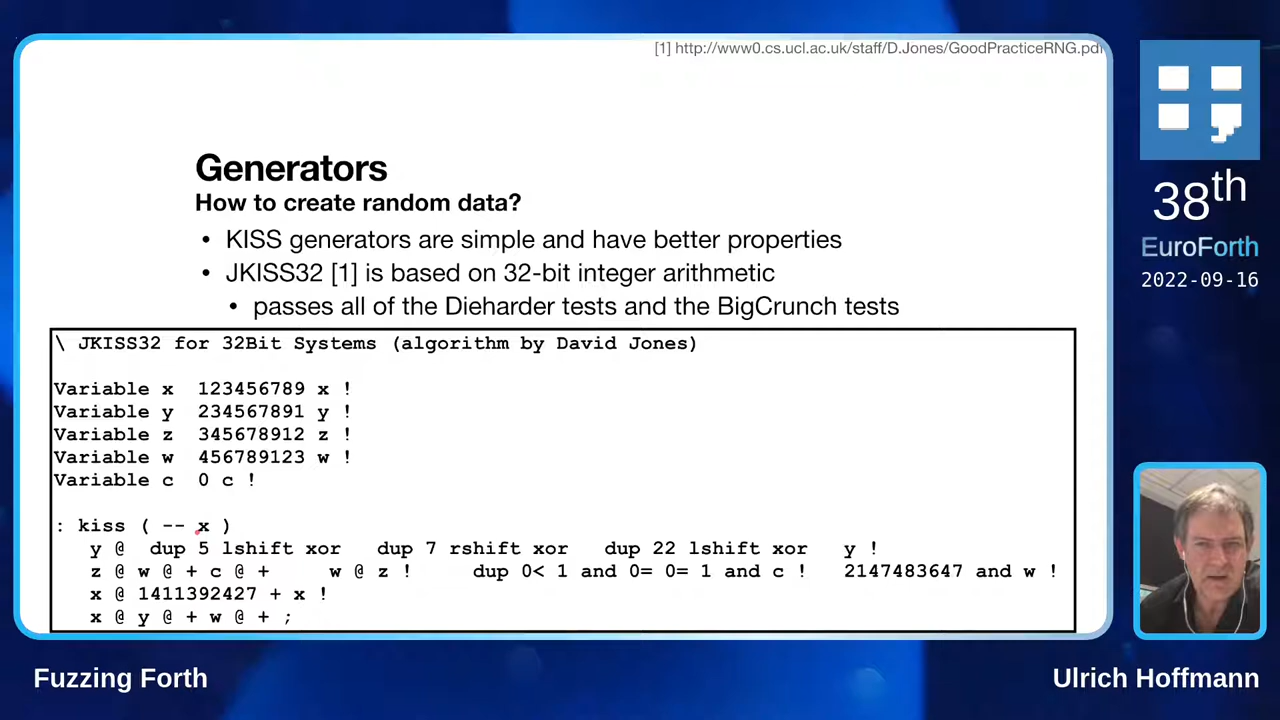 [1] http://www0.cs.ucl.ac.uk/staff/D.Jones/GoodPracticeRNG.pdf
Generators
How to create random data?
• KISS generators are simple and have better properties
• JKISS32 [1] is based on 32-bit integer arithmetic
• passes all of the Dieharder tests and the BigCrunch tests
\ JKISS32 for 32Bit Systems (algorithm by David Jones)
Variable x 123456789 x !
Variable y 234567891 y !
Variable z 345678912 z !
Variable w 456789123 w !
Variable c 0 c !
: kiss ( -- x )
y @ dup 5 lshift xor dup 7 rshift xor dup 22 lshift xor y !
z @ w @ + c @ + w @ z ! dup 0< 1 and 0= 0= 1 and c ! 2147483647 and w !
x @ 1411392427 + x !
x @ y @ + w @ + ;
38th
EuroForth
2022-09-16
Fuzzing Forth
Ulrich Hoffmann